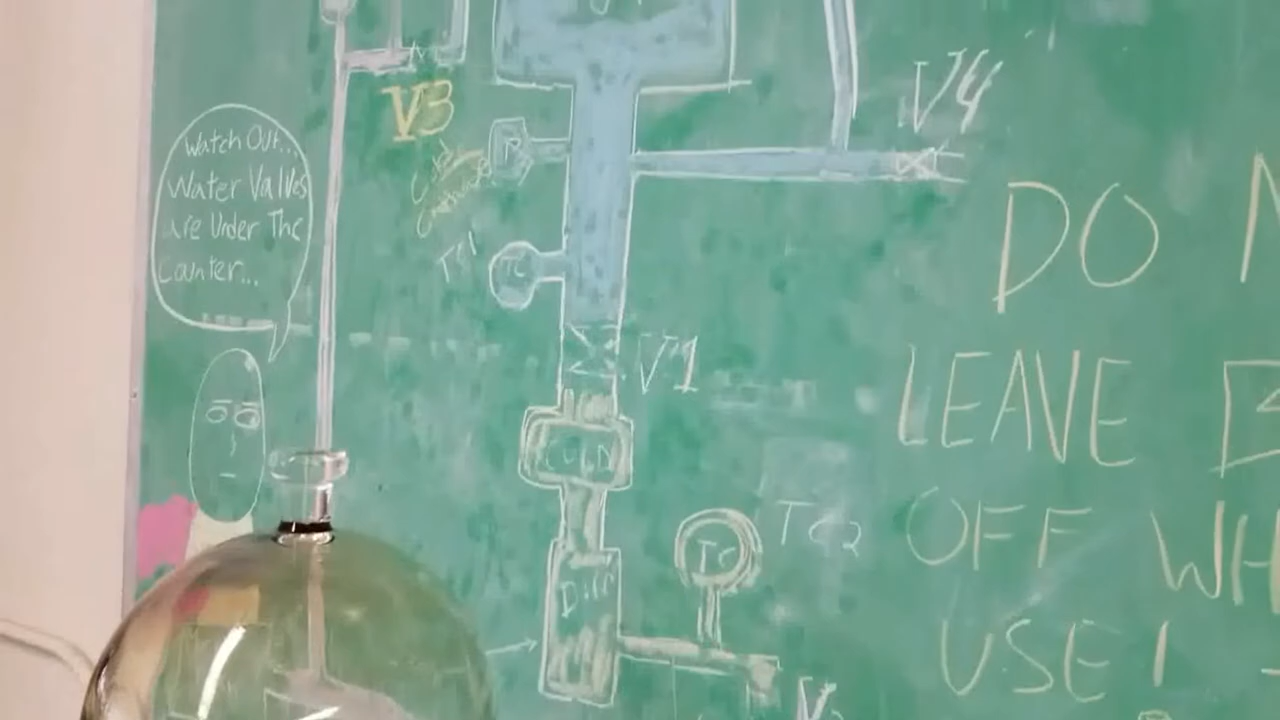 Watch Out...
Water Valves
are Under The
Counter...
V3
V4
TC
V1
COLD
Diff
TC
TC2
DO
LEAVE
OFF WH
USE!